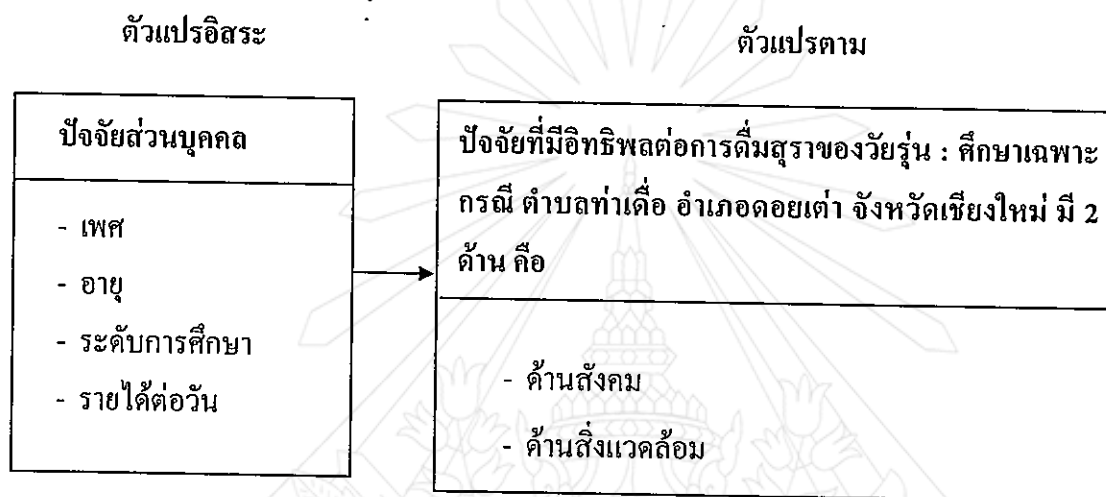 ตัวแปรอิสระ
ตัวแปรตาม
ปัจจัยส่วนบุคคล
- เพศ
- อายุ
- ระดับการศึกษา
- รายได้ต่อวัน
ปัจจัยที่มีอิทธิพลต่อการดื่มสุราของวัยรุ่น : ศึกษาเฉพาะ
กรณี ตำบลท่าเดื่อ อำเภอดอยเต่า จังหวัดเชียงใหม่ มี 2
ด้าน คือ
- ด้านสังคม
- ด้านสิ่งแวดล้อม